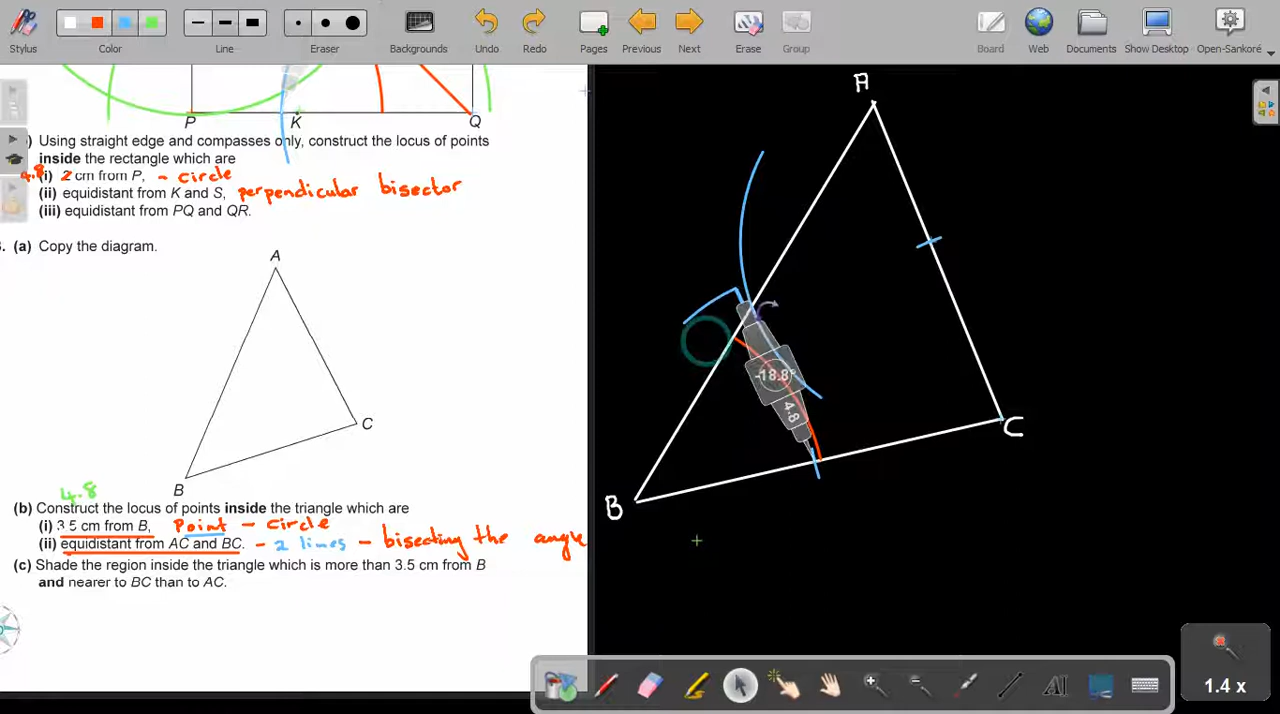 Stylus Color Line Eraser Backgrounds Undo Redo Pages Previous Next Erase Group Board Web Documents Show Desktop Open-Sankoré
P K Q
) Using straight edge and compasses only, construct the locus of points
inside the rectangle which are
4.8 (i) 2 cm from P, - circle
(ii) equidistant from K and S, perpendicular bisector
(iii) equidistant from PQ and QR.
. (a) Copy the diagram.
A
C
B
4.8
(b) Construct the locus of points inside the triangle which are
(i) 3.5 cm from B, Point - circle
(ii) equidistant from AC and BC. - 2 lines - bisecting the angle
(c) Shade the region inside the triangle which is more than 3.5 cm from B
and nearer to BC than to AC.
A
-18.8°
4.8
C
B
AI
1.4 x